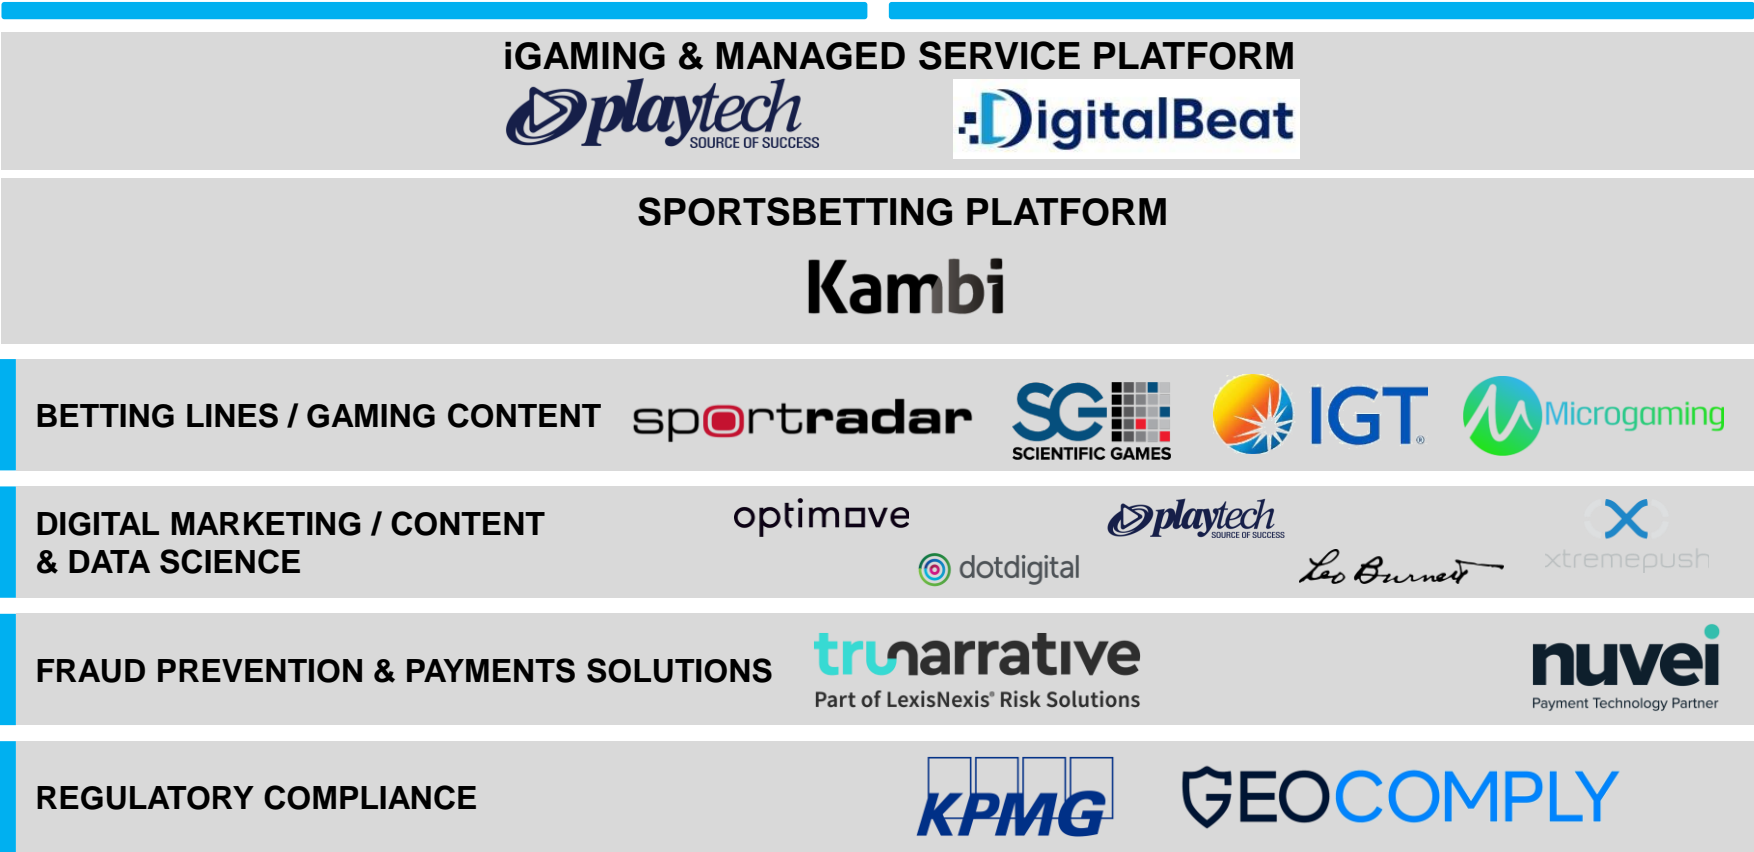 iGAMING & MANAGED SERVICE PLATFORM
playtech
SOURCE OF SUCCESS
DigitalBeat
SPORTSBETTING PLATFORM
Kambi
BETTING LINES / GAMING CONTENT
sportradar
SG
SCIENTIFIC GAMES
IGT®
Microgaming
DIGITAL MARKETING / CONTENT
& DATA SCIENCE
optimove
dotdigital
playtech
SOURCE OF SUCCESS
Leo Burnett
xtremepush
FRAUD PREVENTION & PAYMENTS SOLUTIONS
trunarrative
Part of LexisNexis® Risk Solutions
nuvei
Payment Technology Partner
REGULATORY COMPLIANCE
KPMG
GEOCOMPLY